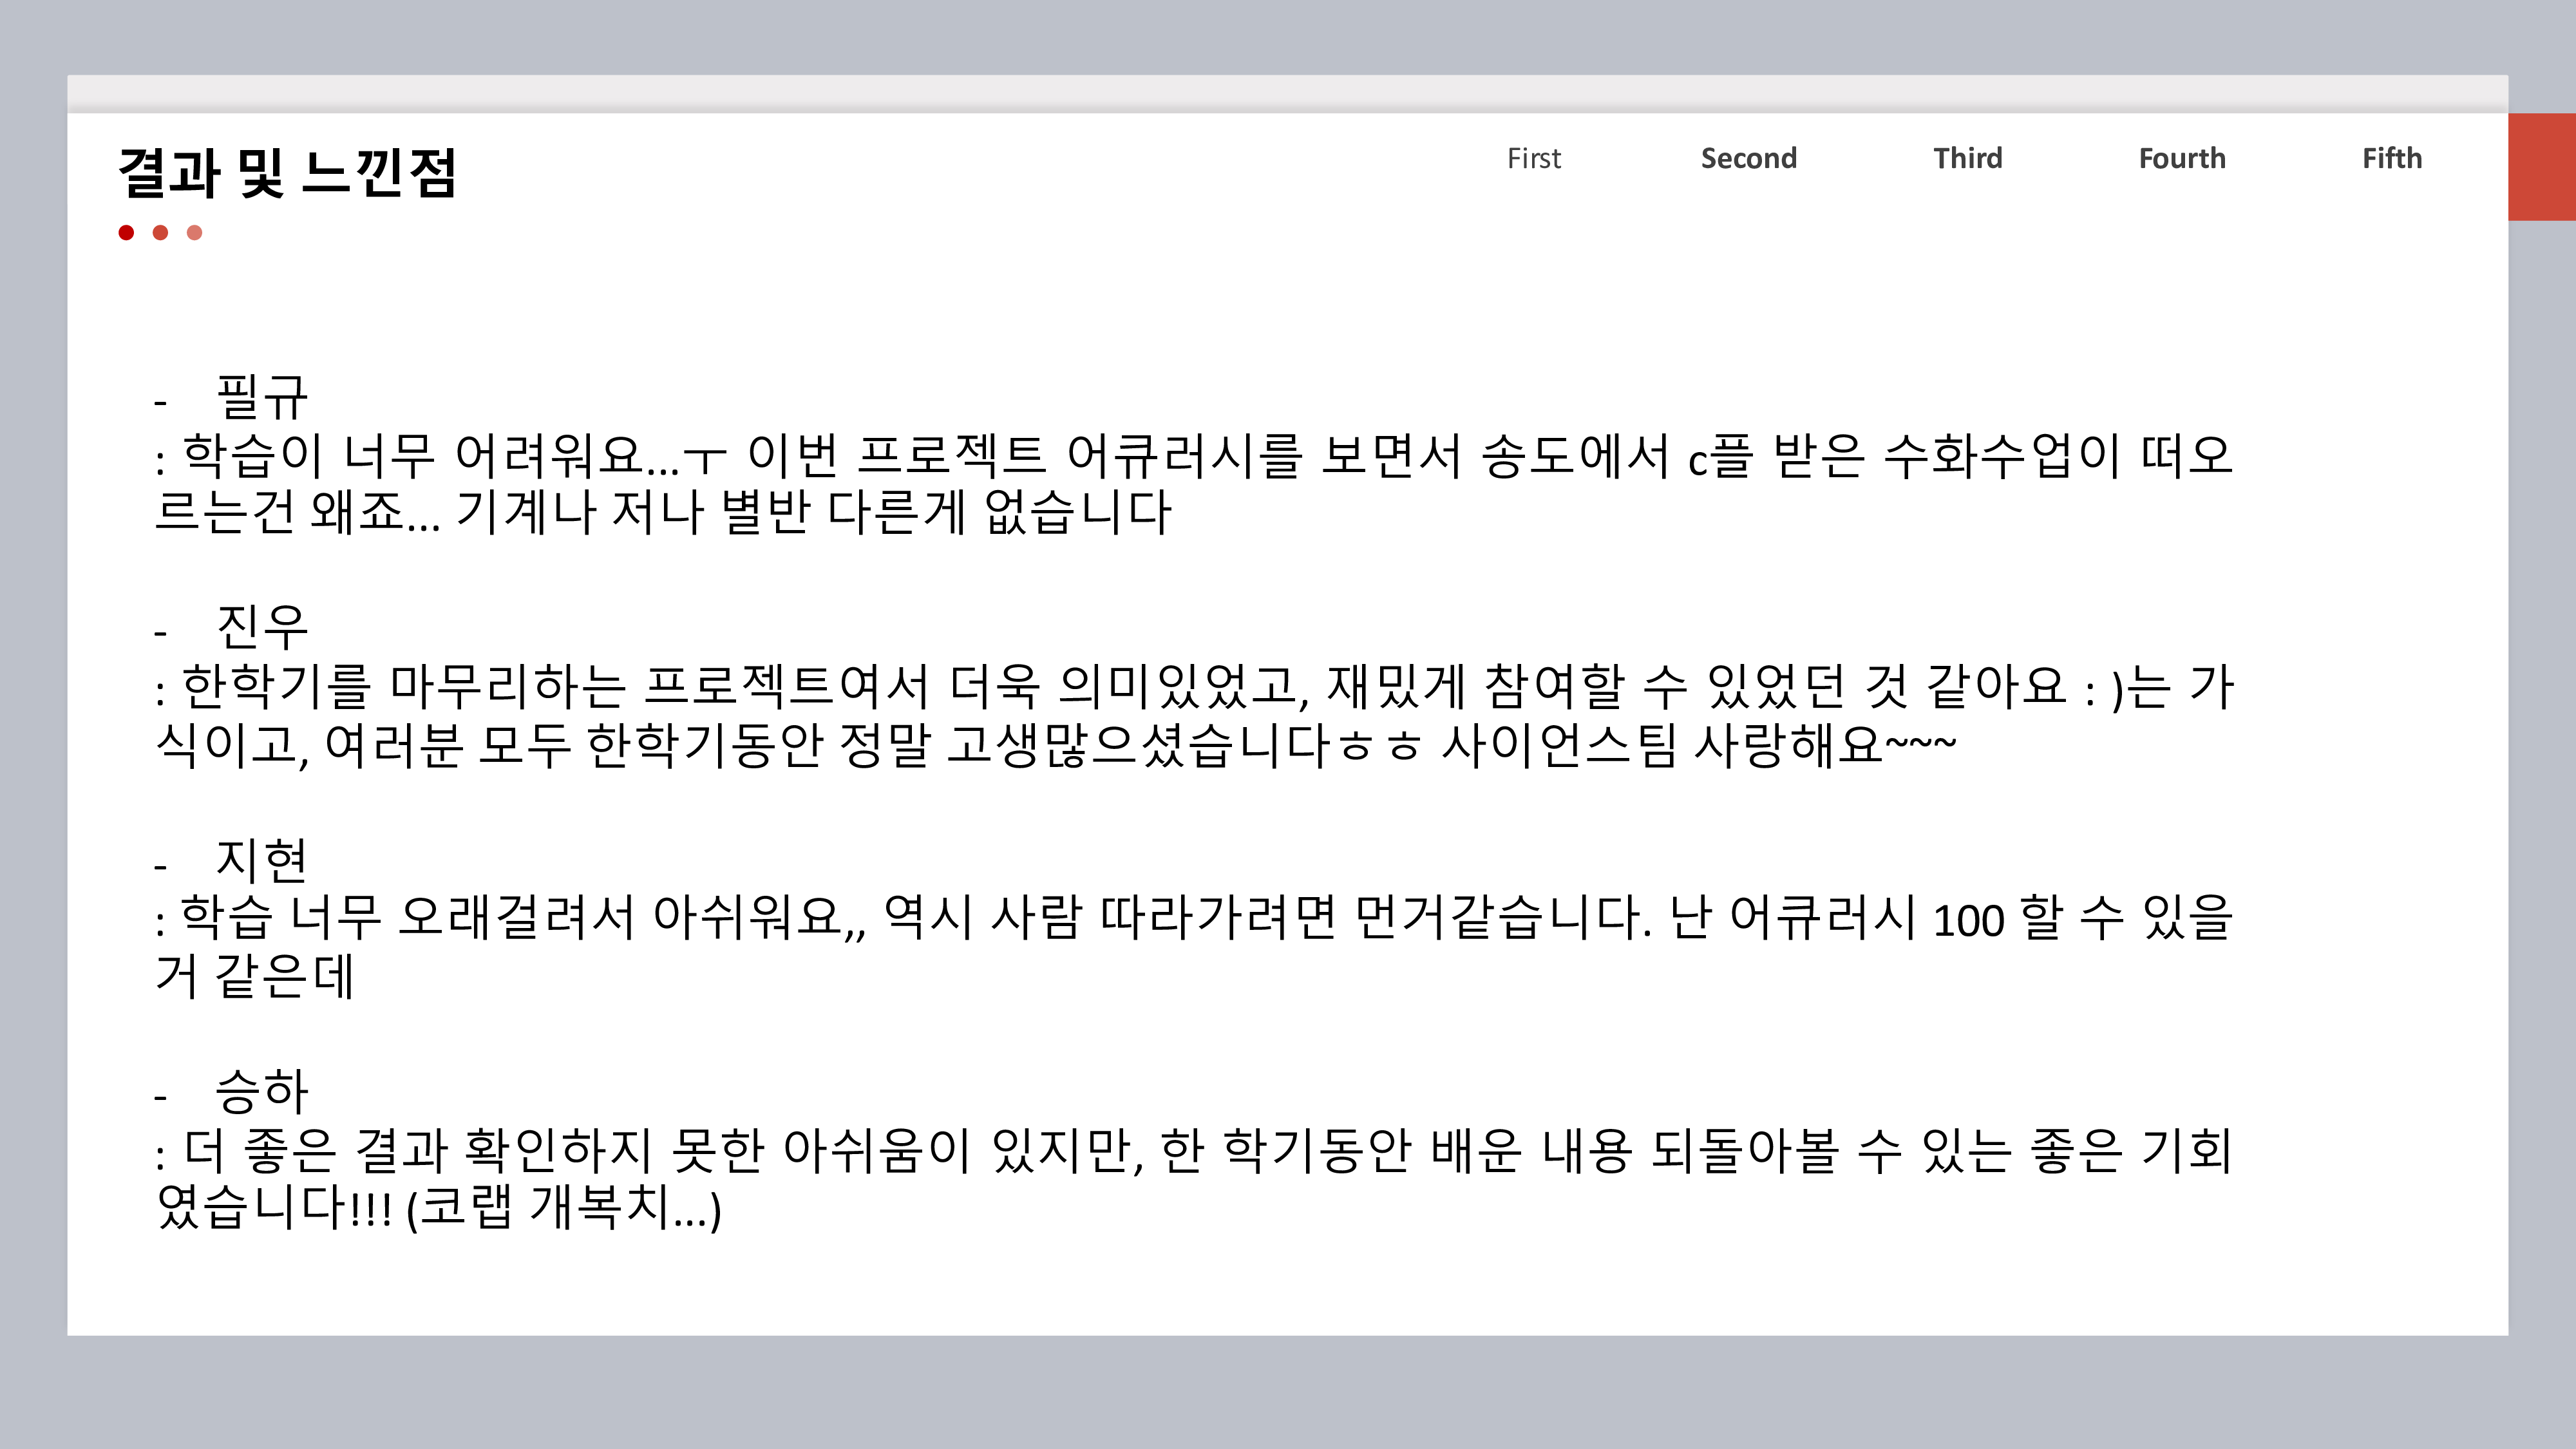 결과 및 느낀점
First Second Third Fourth Fifth
- 필규
: 학습이 너무 어려워요...ㅜ 이번 프로젝트 어큐러시를 보면서 송도에서 c플 받은 수화수업이 떠오
르는건 왜죠... 기계나 저나 별반 다른게 없습니다
- 진우
: 한학기를 마무리하는 프로젝트여서 더욱 의미있었고, 재밌게 참여할 수 있었던 것 같아요 : )는 가
식이고, 여러분 모두 한학기동안 정말 고생많으셨습니다ㅎㅎ 사이언스팀 사랑해요~~~
- 지현
: 학습 너무 오래걸려서 아쉬워요,, 역시 사람 따라가려면 먼거같습니다. 난 어큐러시 100 할 수 있을
거 같은데
- 승하
: 더 좋은 결과 확인하지 못한 아쉬움이 있지만, 한 학기동안 배운 내용 되돌아볼 수 있는 좋은 기회
였습니다!!! (코랩 개복치...)